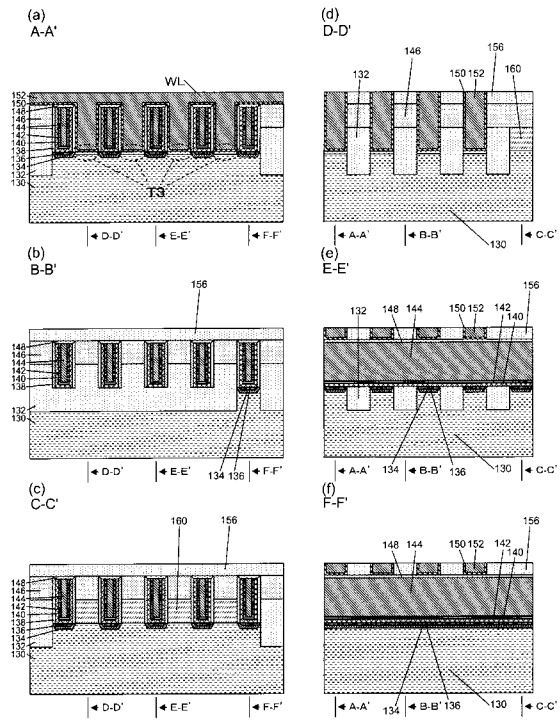 (a)
A-A'
WL
152
150
148
146
144
142
140
138
136
134
132
130
T3
D-D'
E-E'
F-F'
(b)
B-B'
156
148
146
144
142
140
138
132
130
134
136
D-D'
E-E'
F-F'
(c)
C-C'
160
156
148
146
144
142
140
138
136
134
132
130
D-D'
E-E'
F-F'
(d)
D-D'
132
146
150
152
156
160
A-A'
B-B'
130
C-C'
(e)
E-E'
132
148
144
150
152
142
140
156
A-A'
B-B'
C-C'
134
136
130
(f)
F-F'
148
144
150
152
142
140
156
A-A'
B-B'
C-C'
134
136
130